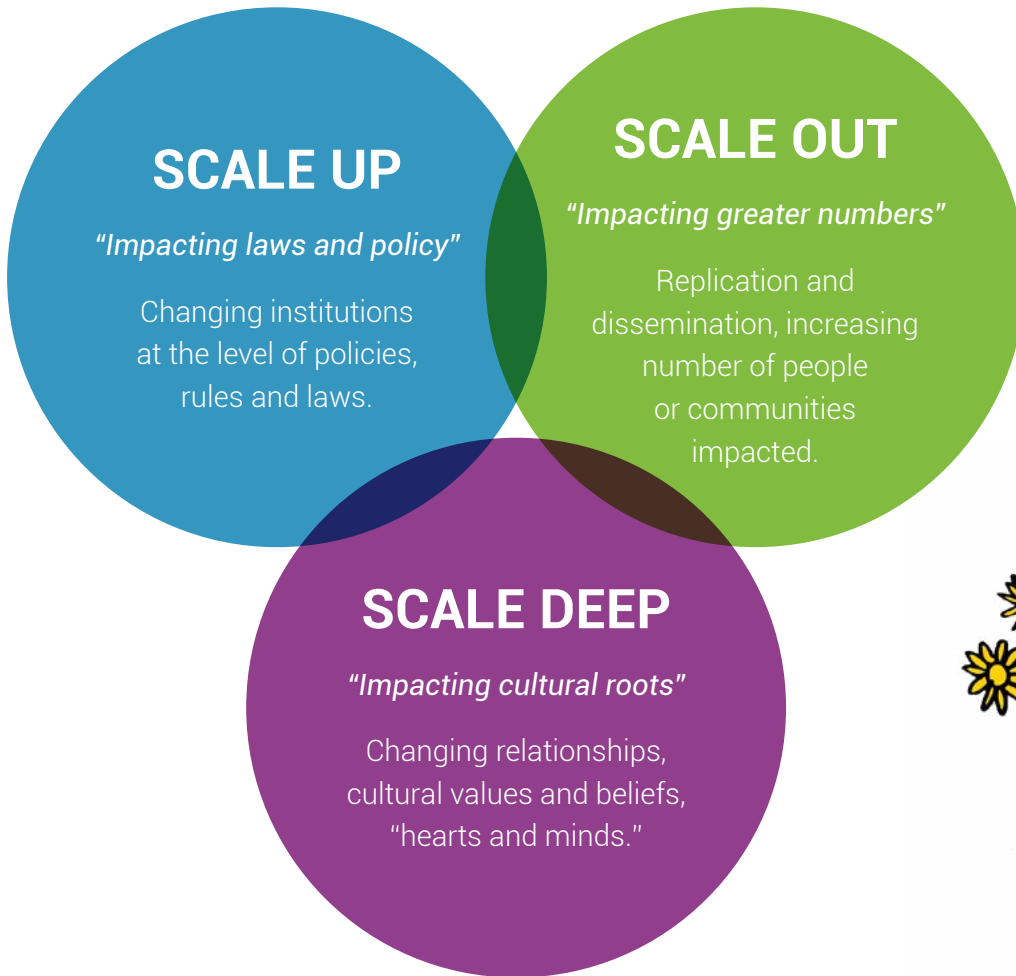 SCALE UP
“Impacting laws and policy”
Changing institutions
at the level of policies,
rules and laws.
SCALE OUT
“Impacting greater numbers”
Replication and
dissemination, increasing
number of people
or communities
impacted.
SCALE DEEP
“Impacting cultural roots”
Changing relationships,
cultural values and beliefs,
“hearts and minds.”